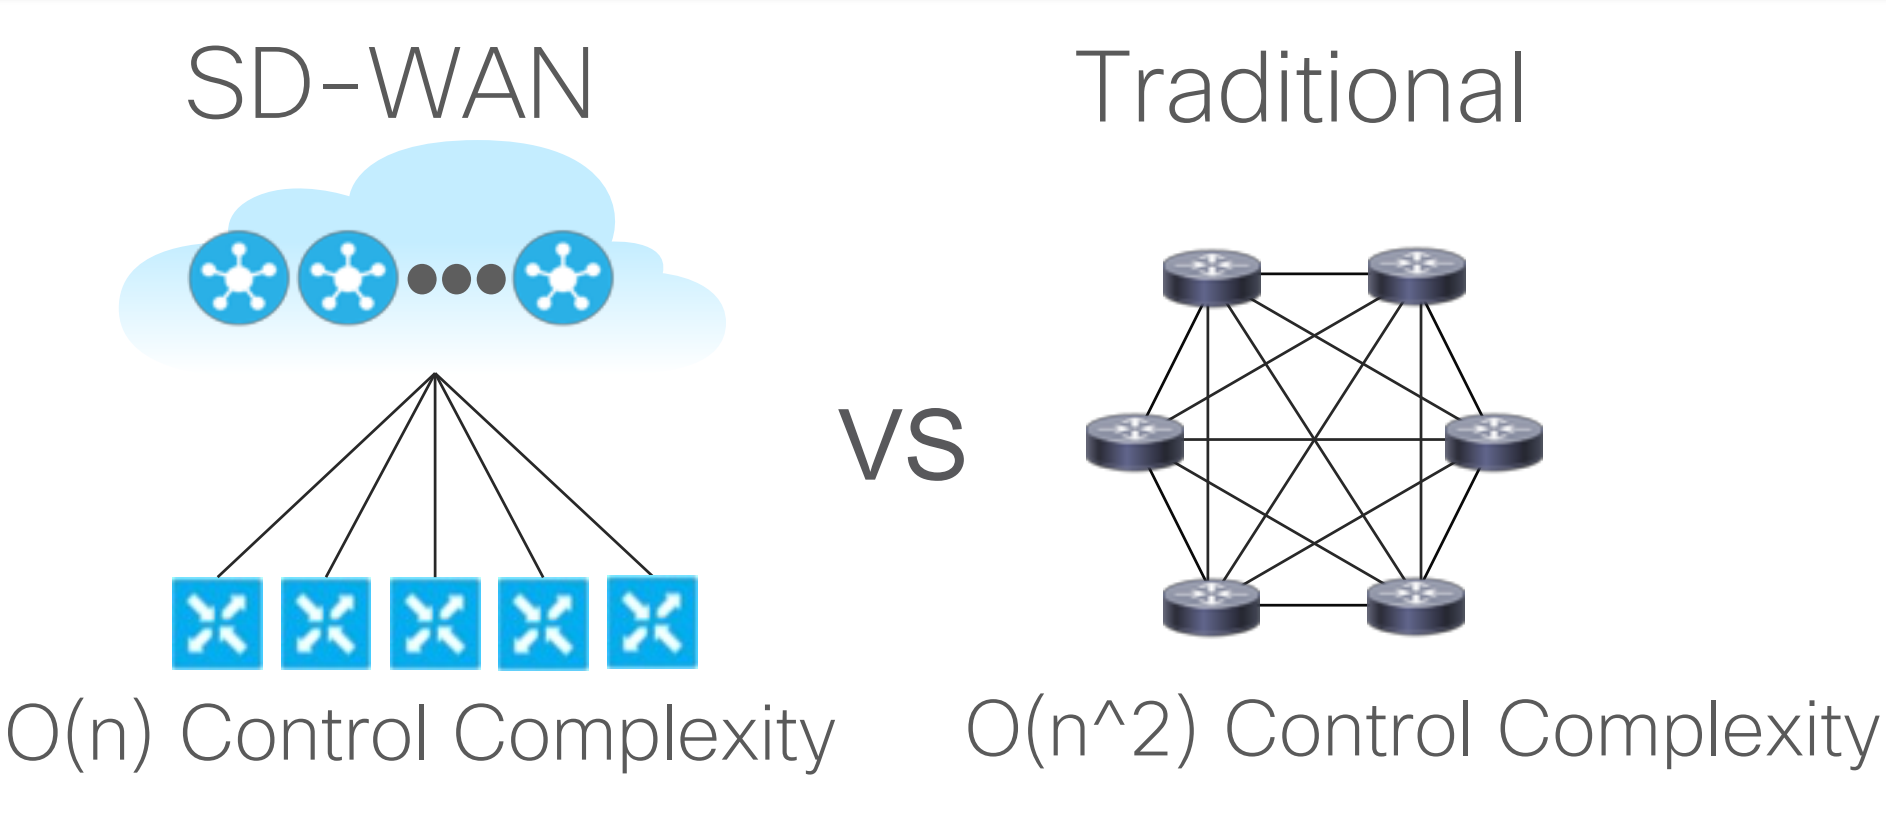 SD-WAN
Traditional
VS
O(n) Control Complexity
O(n^2) Control Complexity